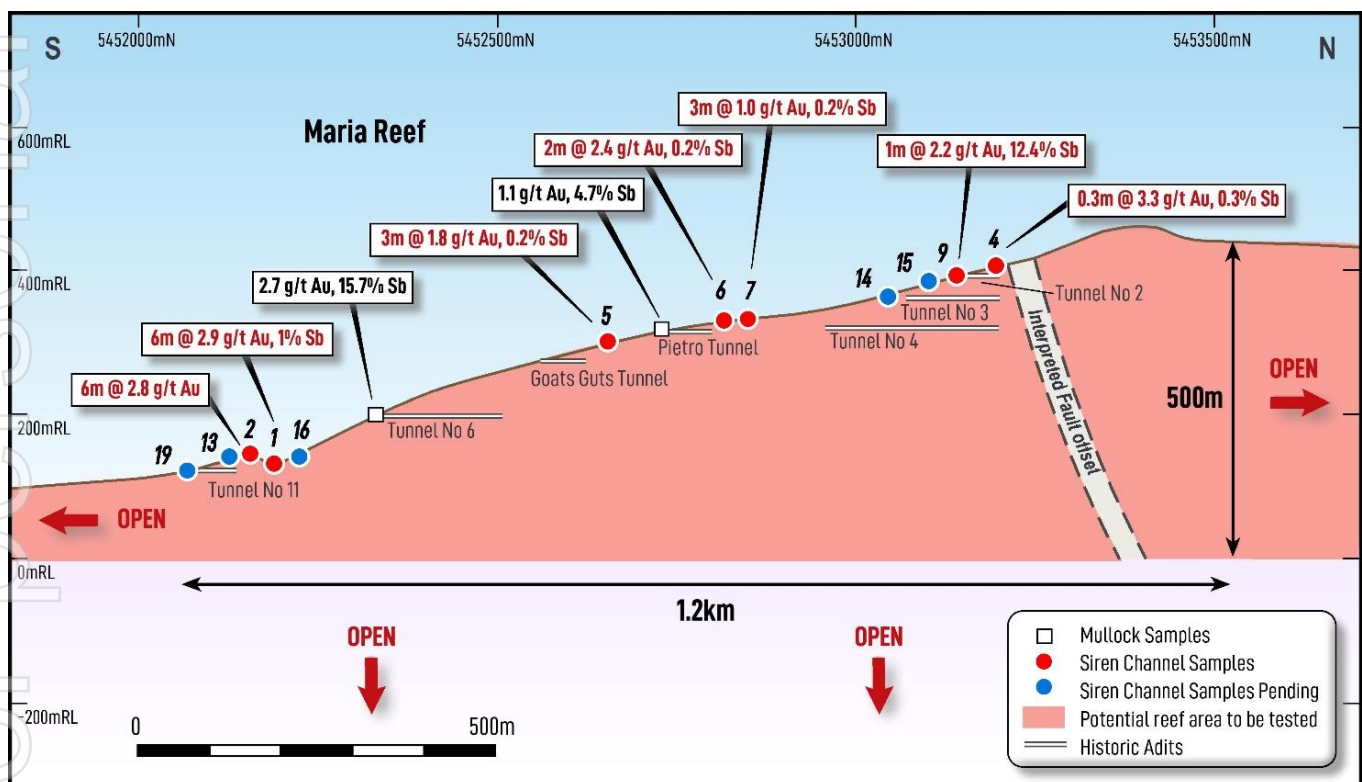 5452000mN
5452500mN
5453000mN
5453500mN
S
N
Maria Reef
600mRL
400mRL
200mRL
0mRL
-200mRL
3m @ 1.0 g/t Au, 0.2% Sb
2m @ 2.4 g/t Au, 0.2% Sb
1m @ 2.2 g/t Au, 12.4% Sb
1.1 g/t Au, 4.7% Sb
0.3m @ 3.3 g/t Au, 0.3% Sb
3m @ 1.8 g/t Au, 0.2% Sb
2.7 g/t Au, 15.7% Sb
6m @ 2.9 g/t Au, 1% Sb
6m @ 2.8 g/t Au
19
13
2
1
16
5
6
7
14
15
9
4
Tunnel No 2
Tunnel No 3
Tunnel No 4
Pietro Tunnel
Goats Guts Tunnel
Tunnel No 6
Tunnel No 11
Interpreted Fault offset
500m
OPEN
OPEN
1.2km
OPEN
OPEN
0
500m
Mullock Samples
Siren Channel Samples
Siren Channel Samples Pending
Potential reef area to be tested
Historic Adits